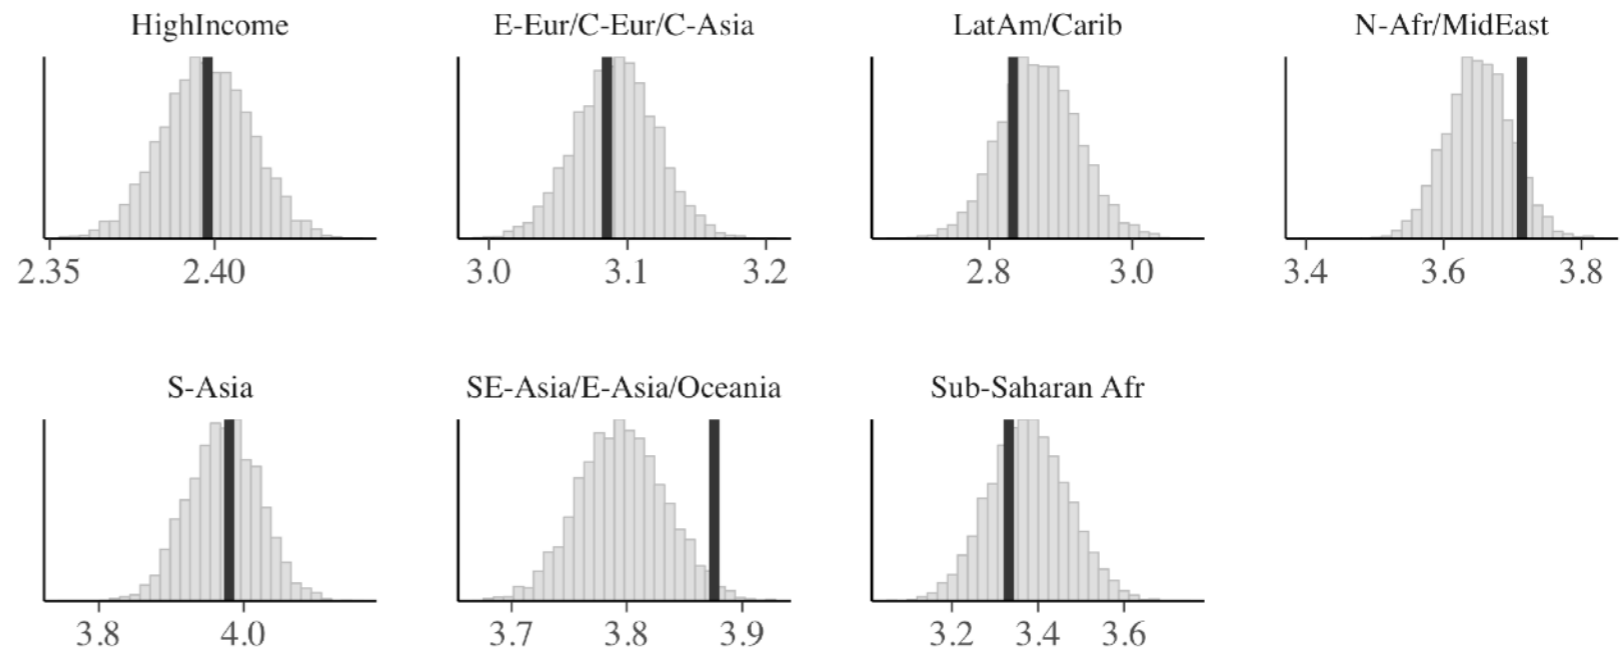 HighIncome
E-Eur/C-Eur/C-Asia
LatAm/Carib
N-Afr/MidEast
2.35 2.40
3.0 3.1 3.2
2.8 3.0
3.4 3.6 3.8
S-Asia
SE-Asia/E-Asia/Oceania
Sub-Saharan Afr
3.8 4.0
3.7 3.8 3.9
3.2 3.4 3.6